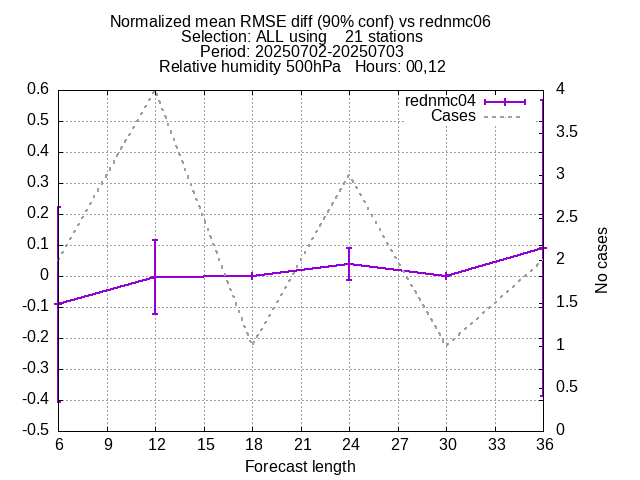 Normalized mean RMSE diff (90% conf) vs rednmc06
Selection: ALL using    21 stations
Period: 20250702-20250703
Relative humidity 500hPa   Hours: 00,12
rednmc04
Cases
0.6
0.5
0.4
0.3
0.2
0.1
0
-0.1
-0.2
-0.3
-0.4
-0.5
4
3.5
3
2.5
2
1.5
1
0.5
0
No cases
6 9 12 15 18 21 24 27 30 33 36
Forecast length